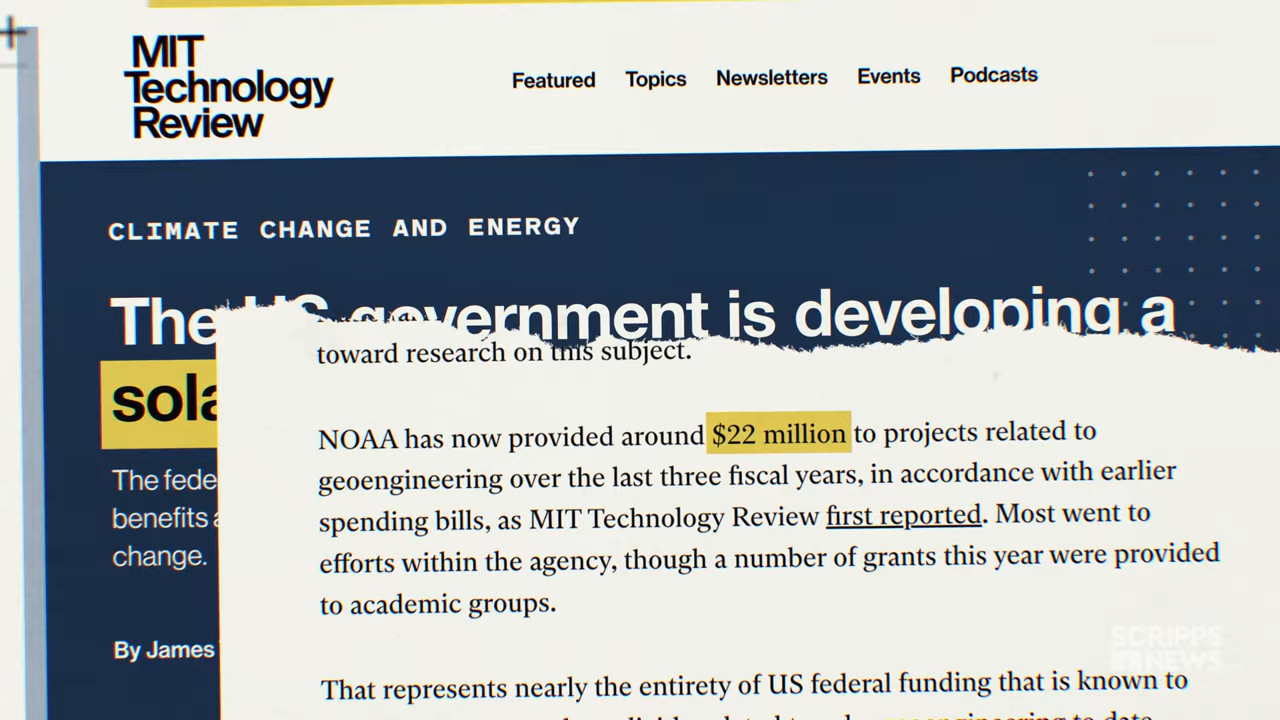 MIT
Technology
Review
Featured Topics Newsletters Events Podcasts
CLIMATE CHANGE AND ENERGY
The US government is developing a
sola
The fede
benefits a
change.
By James
toward research on this subject.
NOAA has now provided around $22 million to projects related to
geoengineering over the last three fiscal years, in accordance with earlier
spending bills, as MIT Technology Review first reported. Most went to
efforts within the agency, though a number of grants this year were provided
to academic groups.
That represents nearly the entirety of US federal funding that is known to
SCRIPPS
NEWS